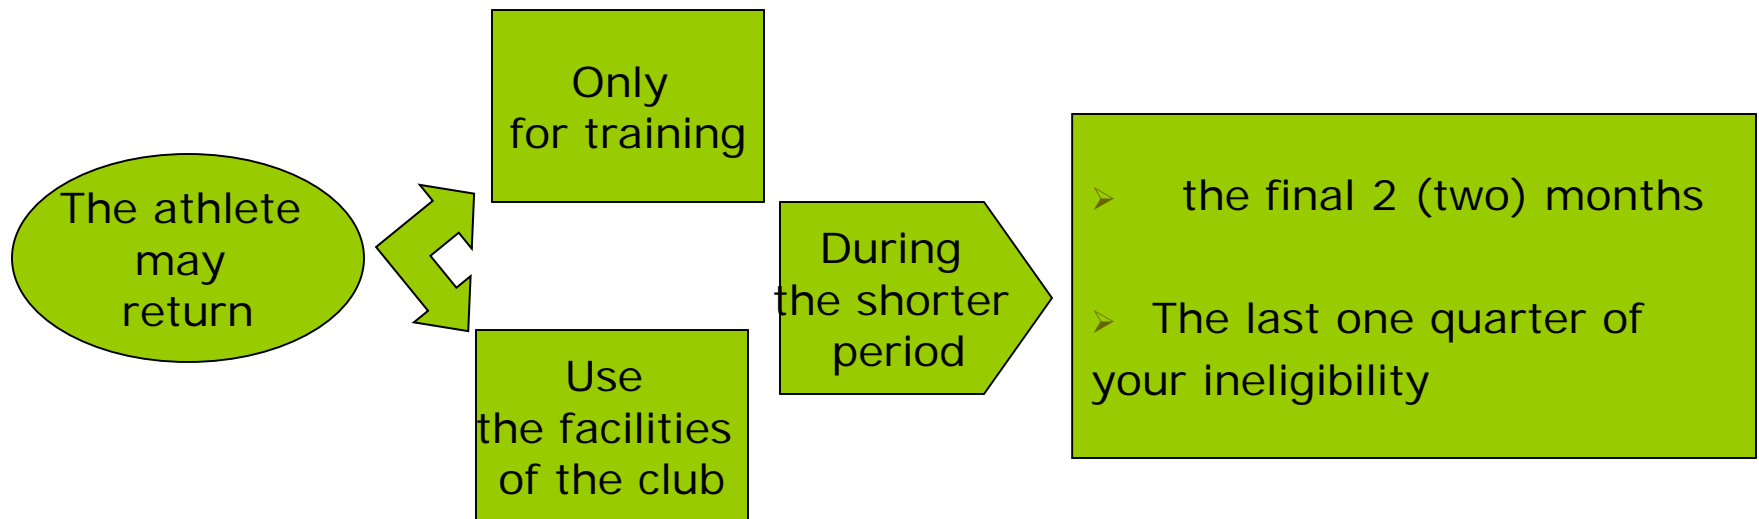 The athlete
may
return
Only
for training
Use
the facilities
of the club
During
the shorter
period
the final 2 (two) months
The last one quarter of
your ineligibility